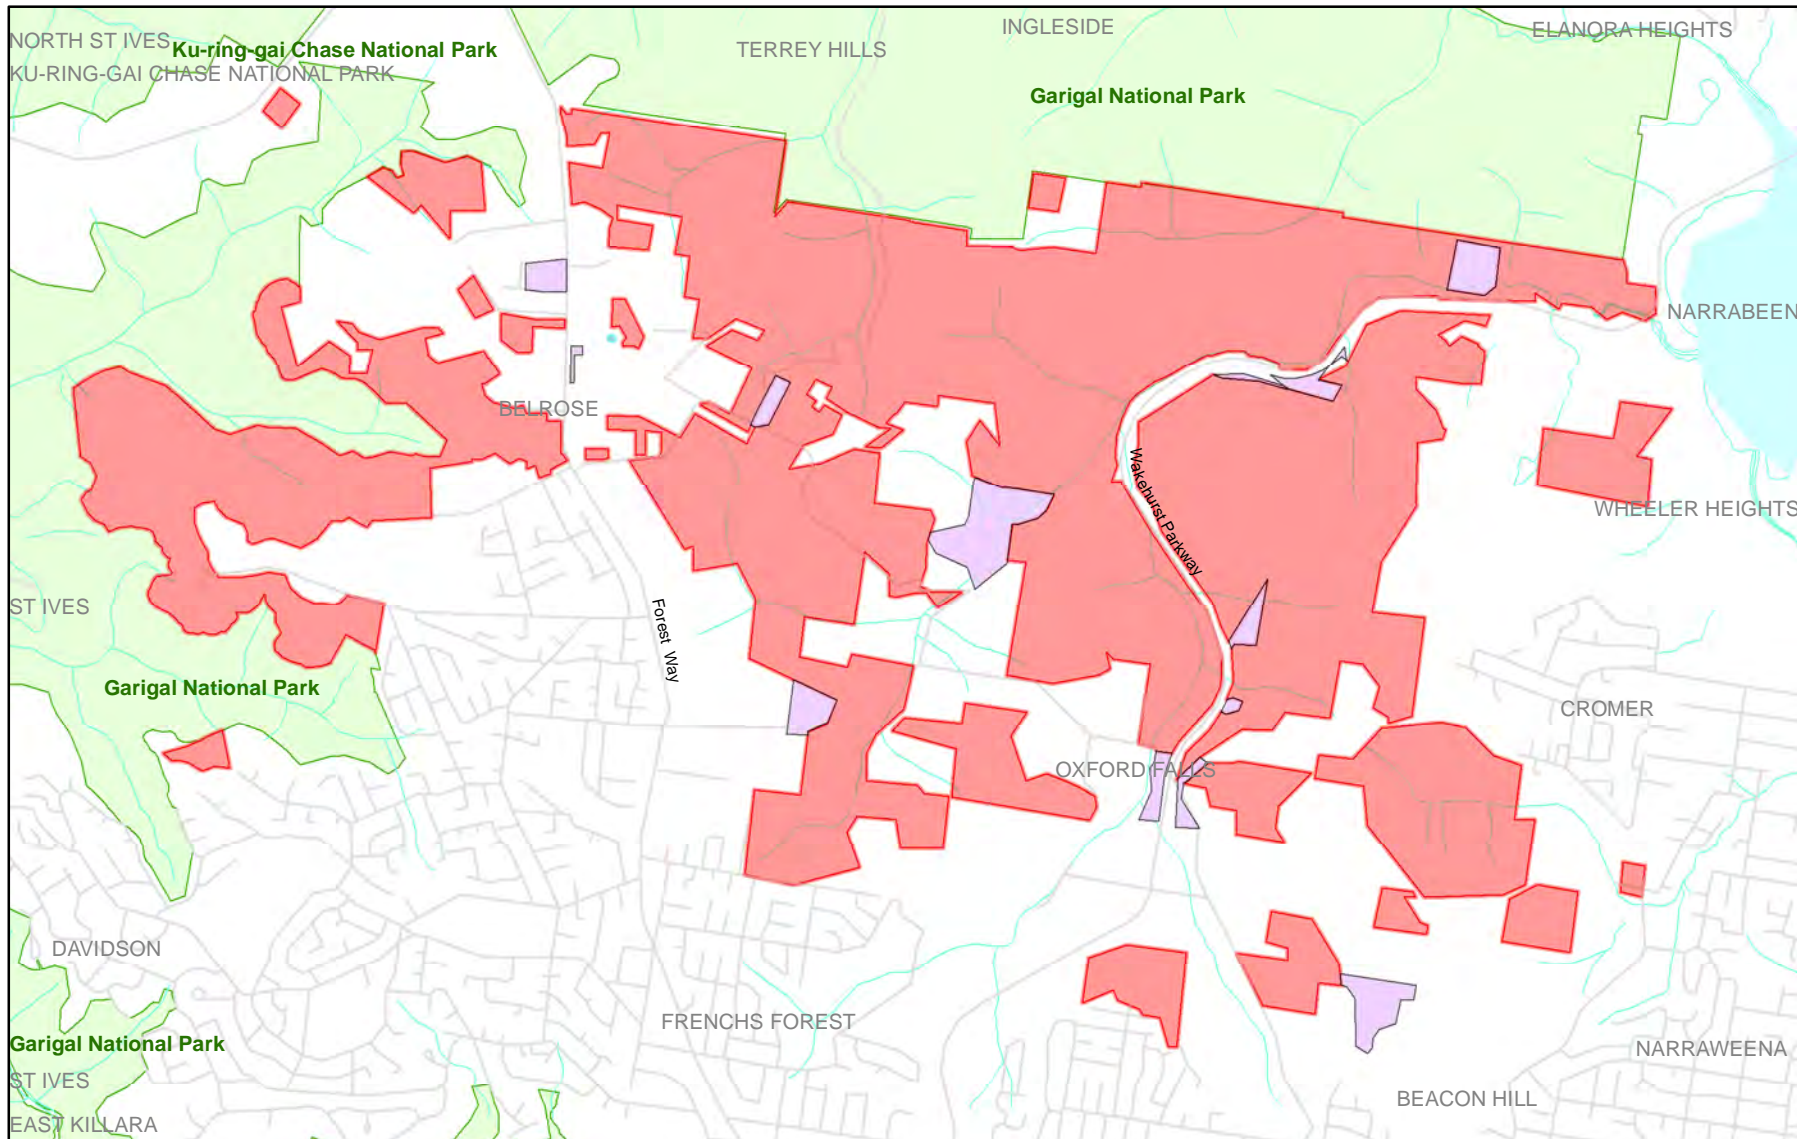 INGLESIDE
ELANORA HEIGHTS
NORTH ST IVES
Ku-ring-gai Chase National Park
TERREY HILLS
KU-RING-GAI CHASE NATIONAL PARK
Garigal National Park
NARRABEEN
BELROSE
WHEELER HEIGHTS
Wakehurst Parkway
ST IVES
Forest Way
Garigal National Park
CROMER
OXFORD FALLS
DAVIDSON
FRENCHS FOREST
Garigal National Park
NARRAWEENA
ST IVES
BEACON HILL
EAST KILLARA